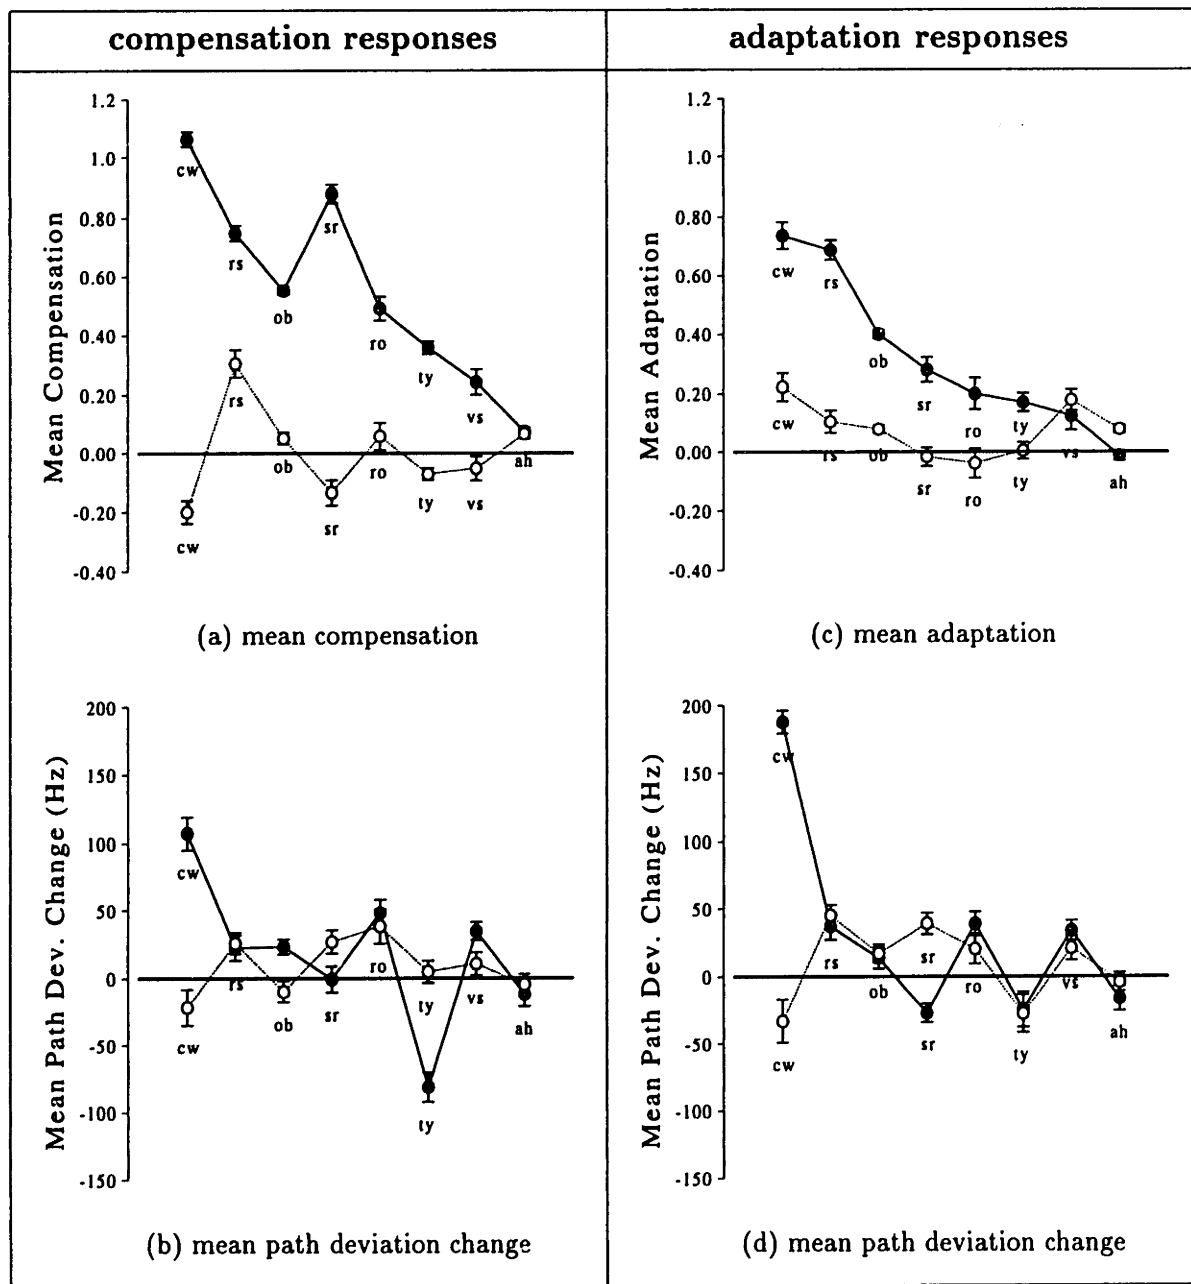 compensation responses
adaptation responses
Mean Compensation
1.2
1.0
0.80
0.60
0.40
0.20
0.00
-0.20
-0.40
cw
rs
ob
sr
ro
ty
vs
ah
cw
rs
ob
sr
ro
ty
vs
(a) mean compensation
Mean Adaptation
1.2
1.0
0.80
0.60
0.40
0.20
0.00
-0.20
-0.40
cw
rs
ob
sr
ro
ty
vs
ah
cw
rs
ob
sr
ro
ty
(c) mean adaptation
Mean Path Dev. Change (Hz)
200
150
100
50
0
-50
-100
-150
cw
rs
ob
sr
ro
ty
vs
ah
cw
ty
(b) mean path deviation change
Mean Path Dev. Change (Hz)
200
150
100
50
0
-50
-100
-150
cw
rs
ob
sr
ro
vs
cw
sr
ty
ah
(d) mean path deviation change